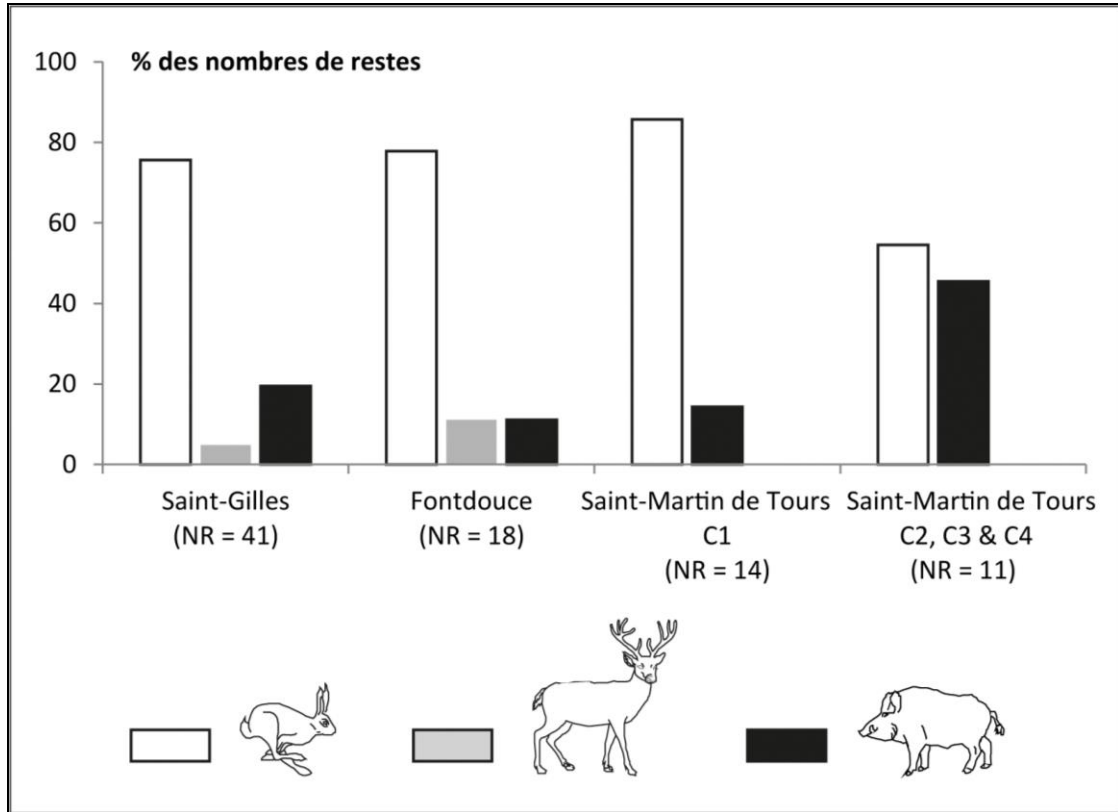 % des nombres de restes
100
80
60
40
20
0
Saint-Gilles
(NR = 41)
Fontdouce
(NR = 18)
Saint-Martin de Tours
C1
(NR = 14)
Saint-Martin de Tours
C2, C3 & C4
(NR = 11)